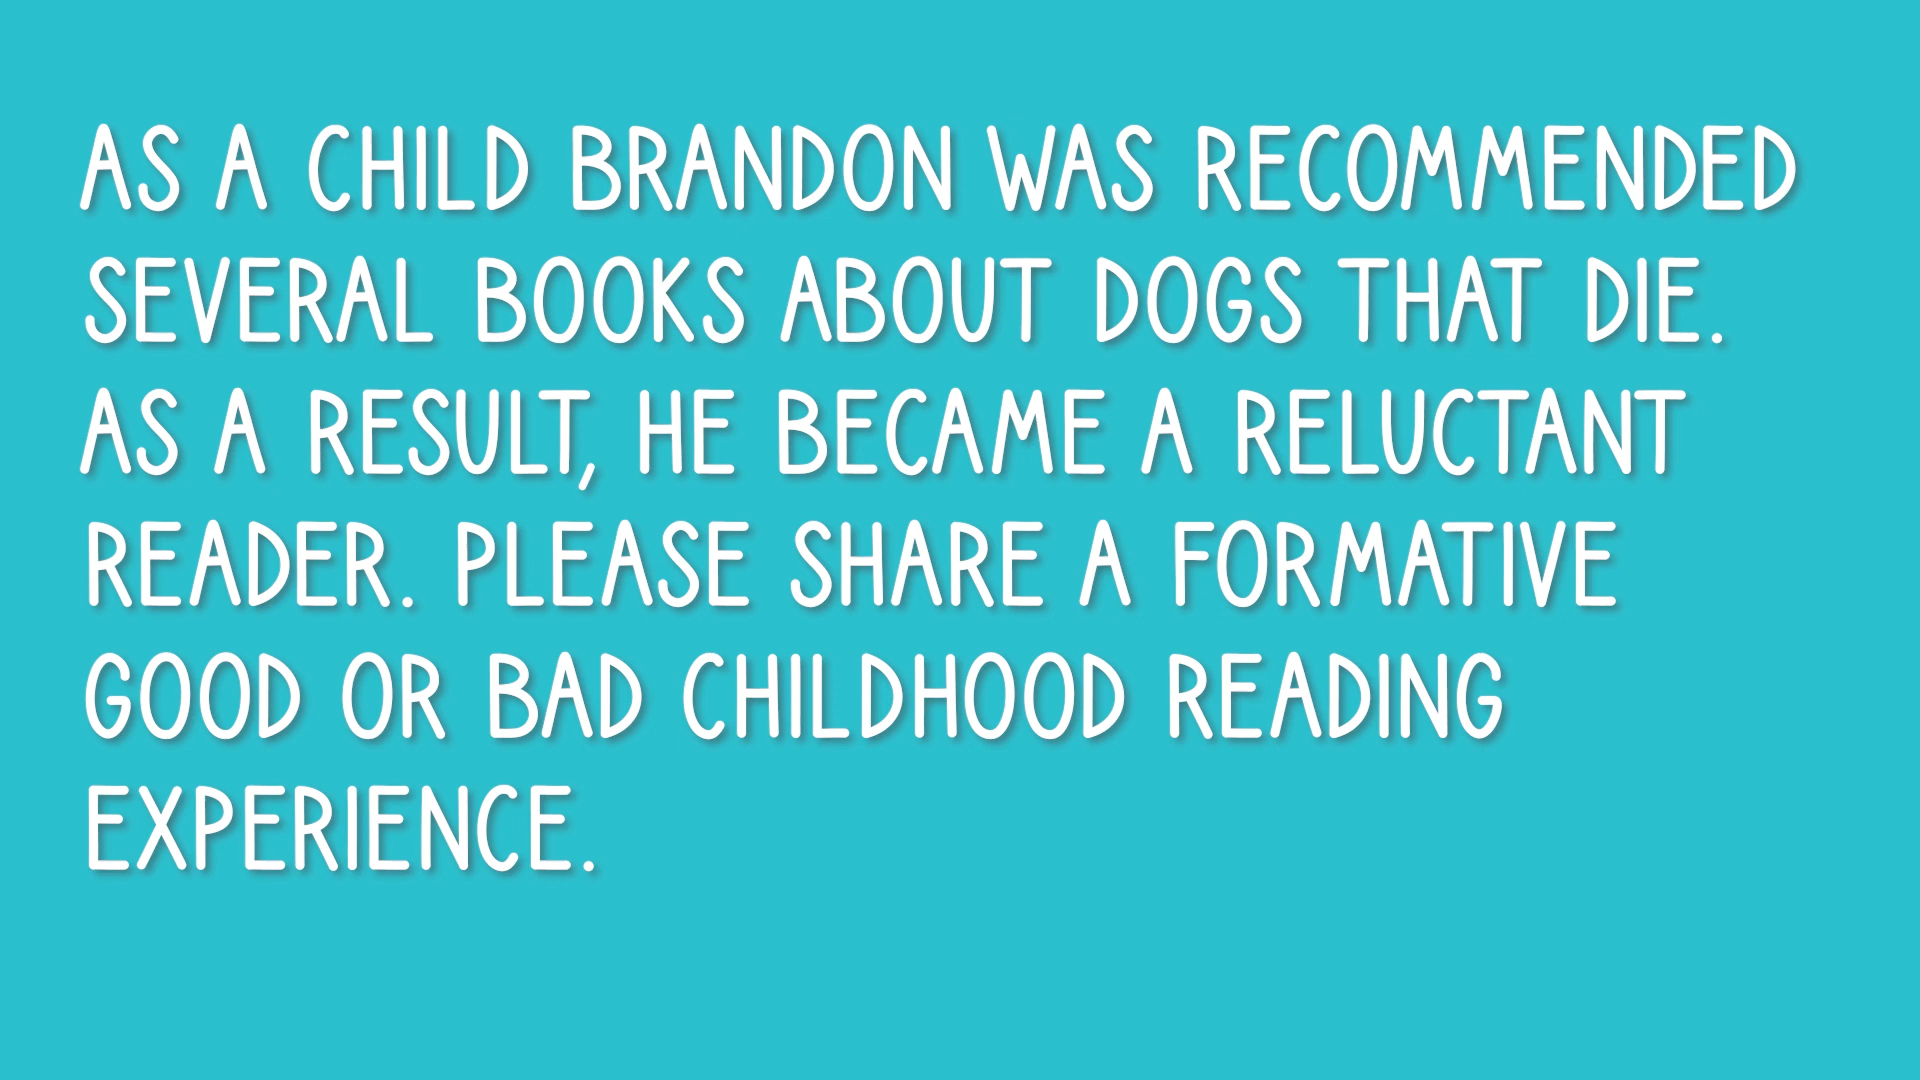 AS A CHILD BRANDON WAS RECOMMENDED
SEVERAL BOOKS ABOUT DOGS THAT DIE.
AS A RESULT, HE BECAME A RELUCTANT
READER. PLEASE SHARE A FORMATIVE
GOOD OR BAD CHILDHOOD READING
EXPERIENCE.